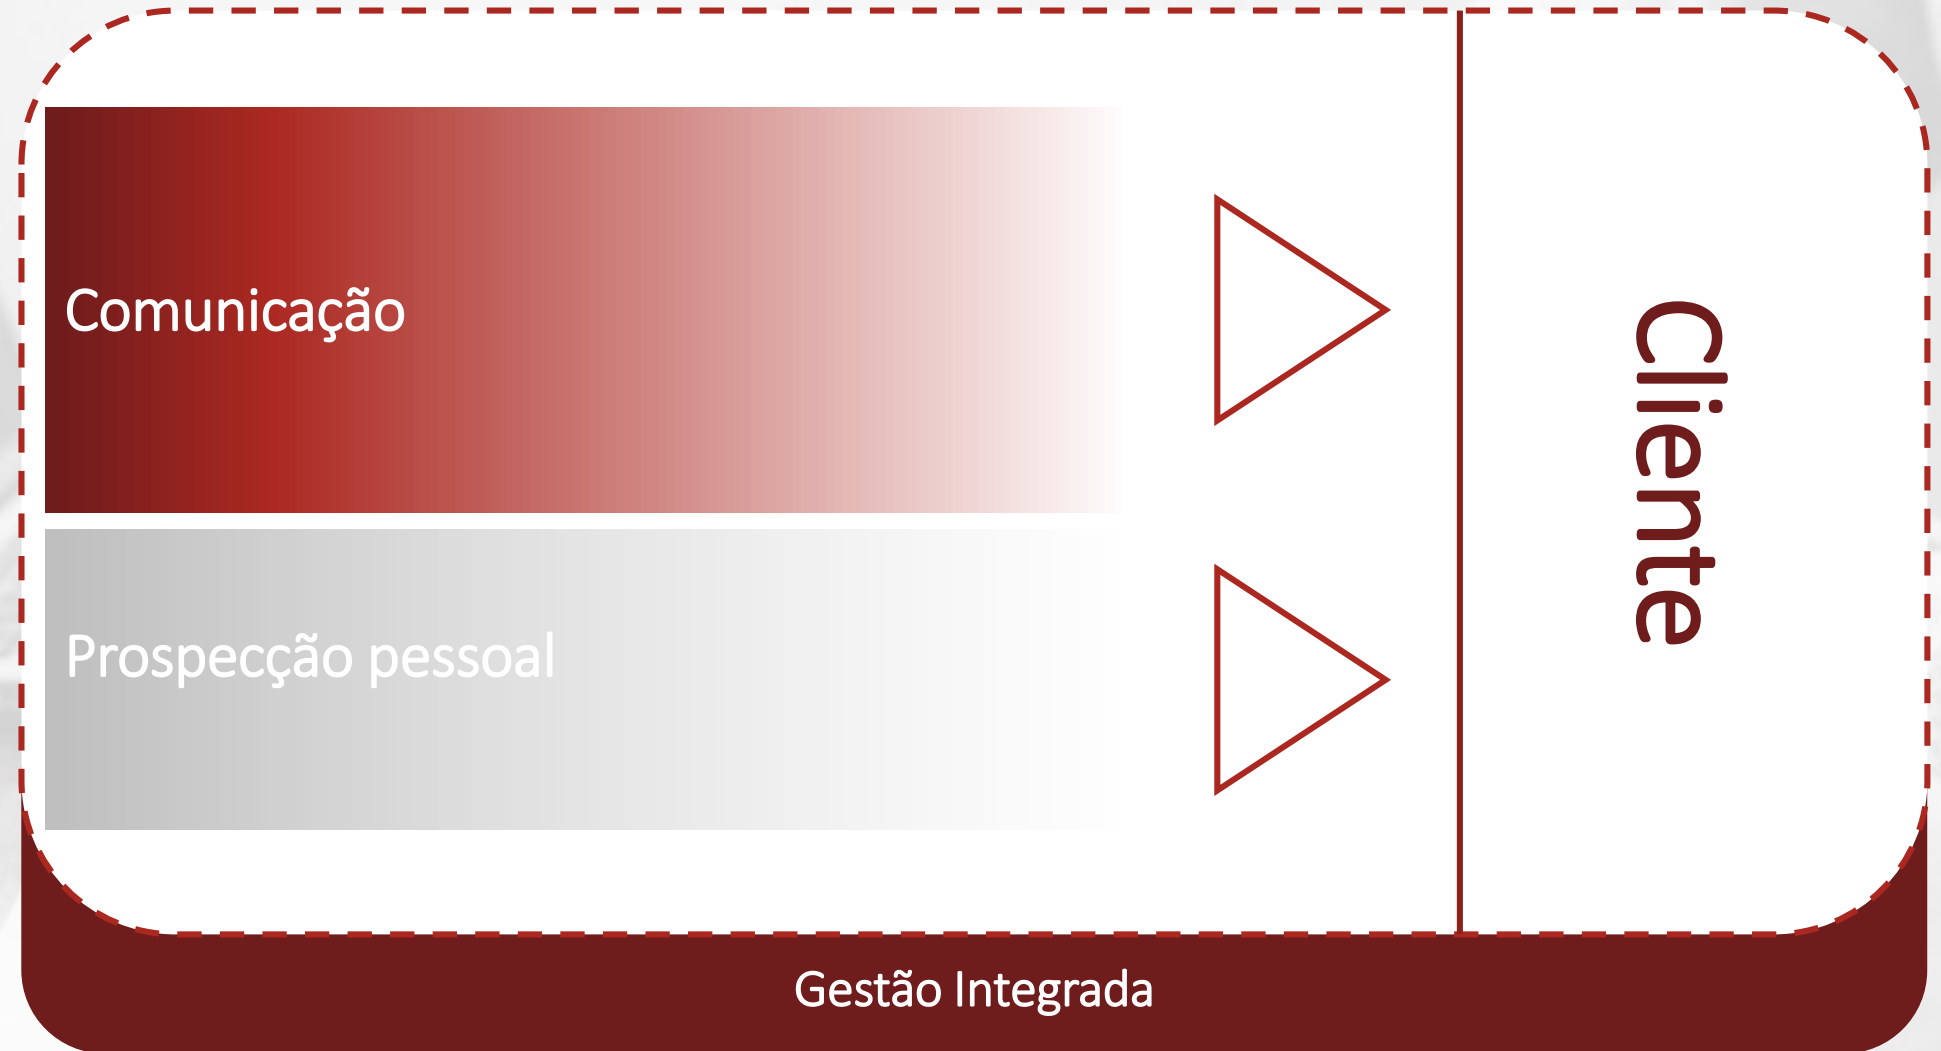 Comunicação
Prospecção pessoal
Cliente
Gestão Integrada